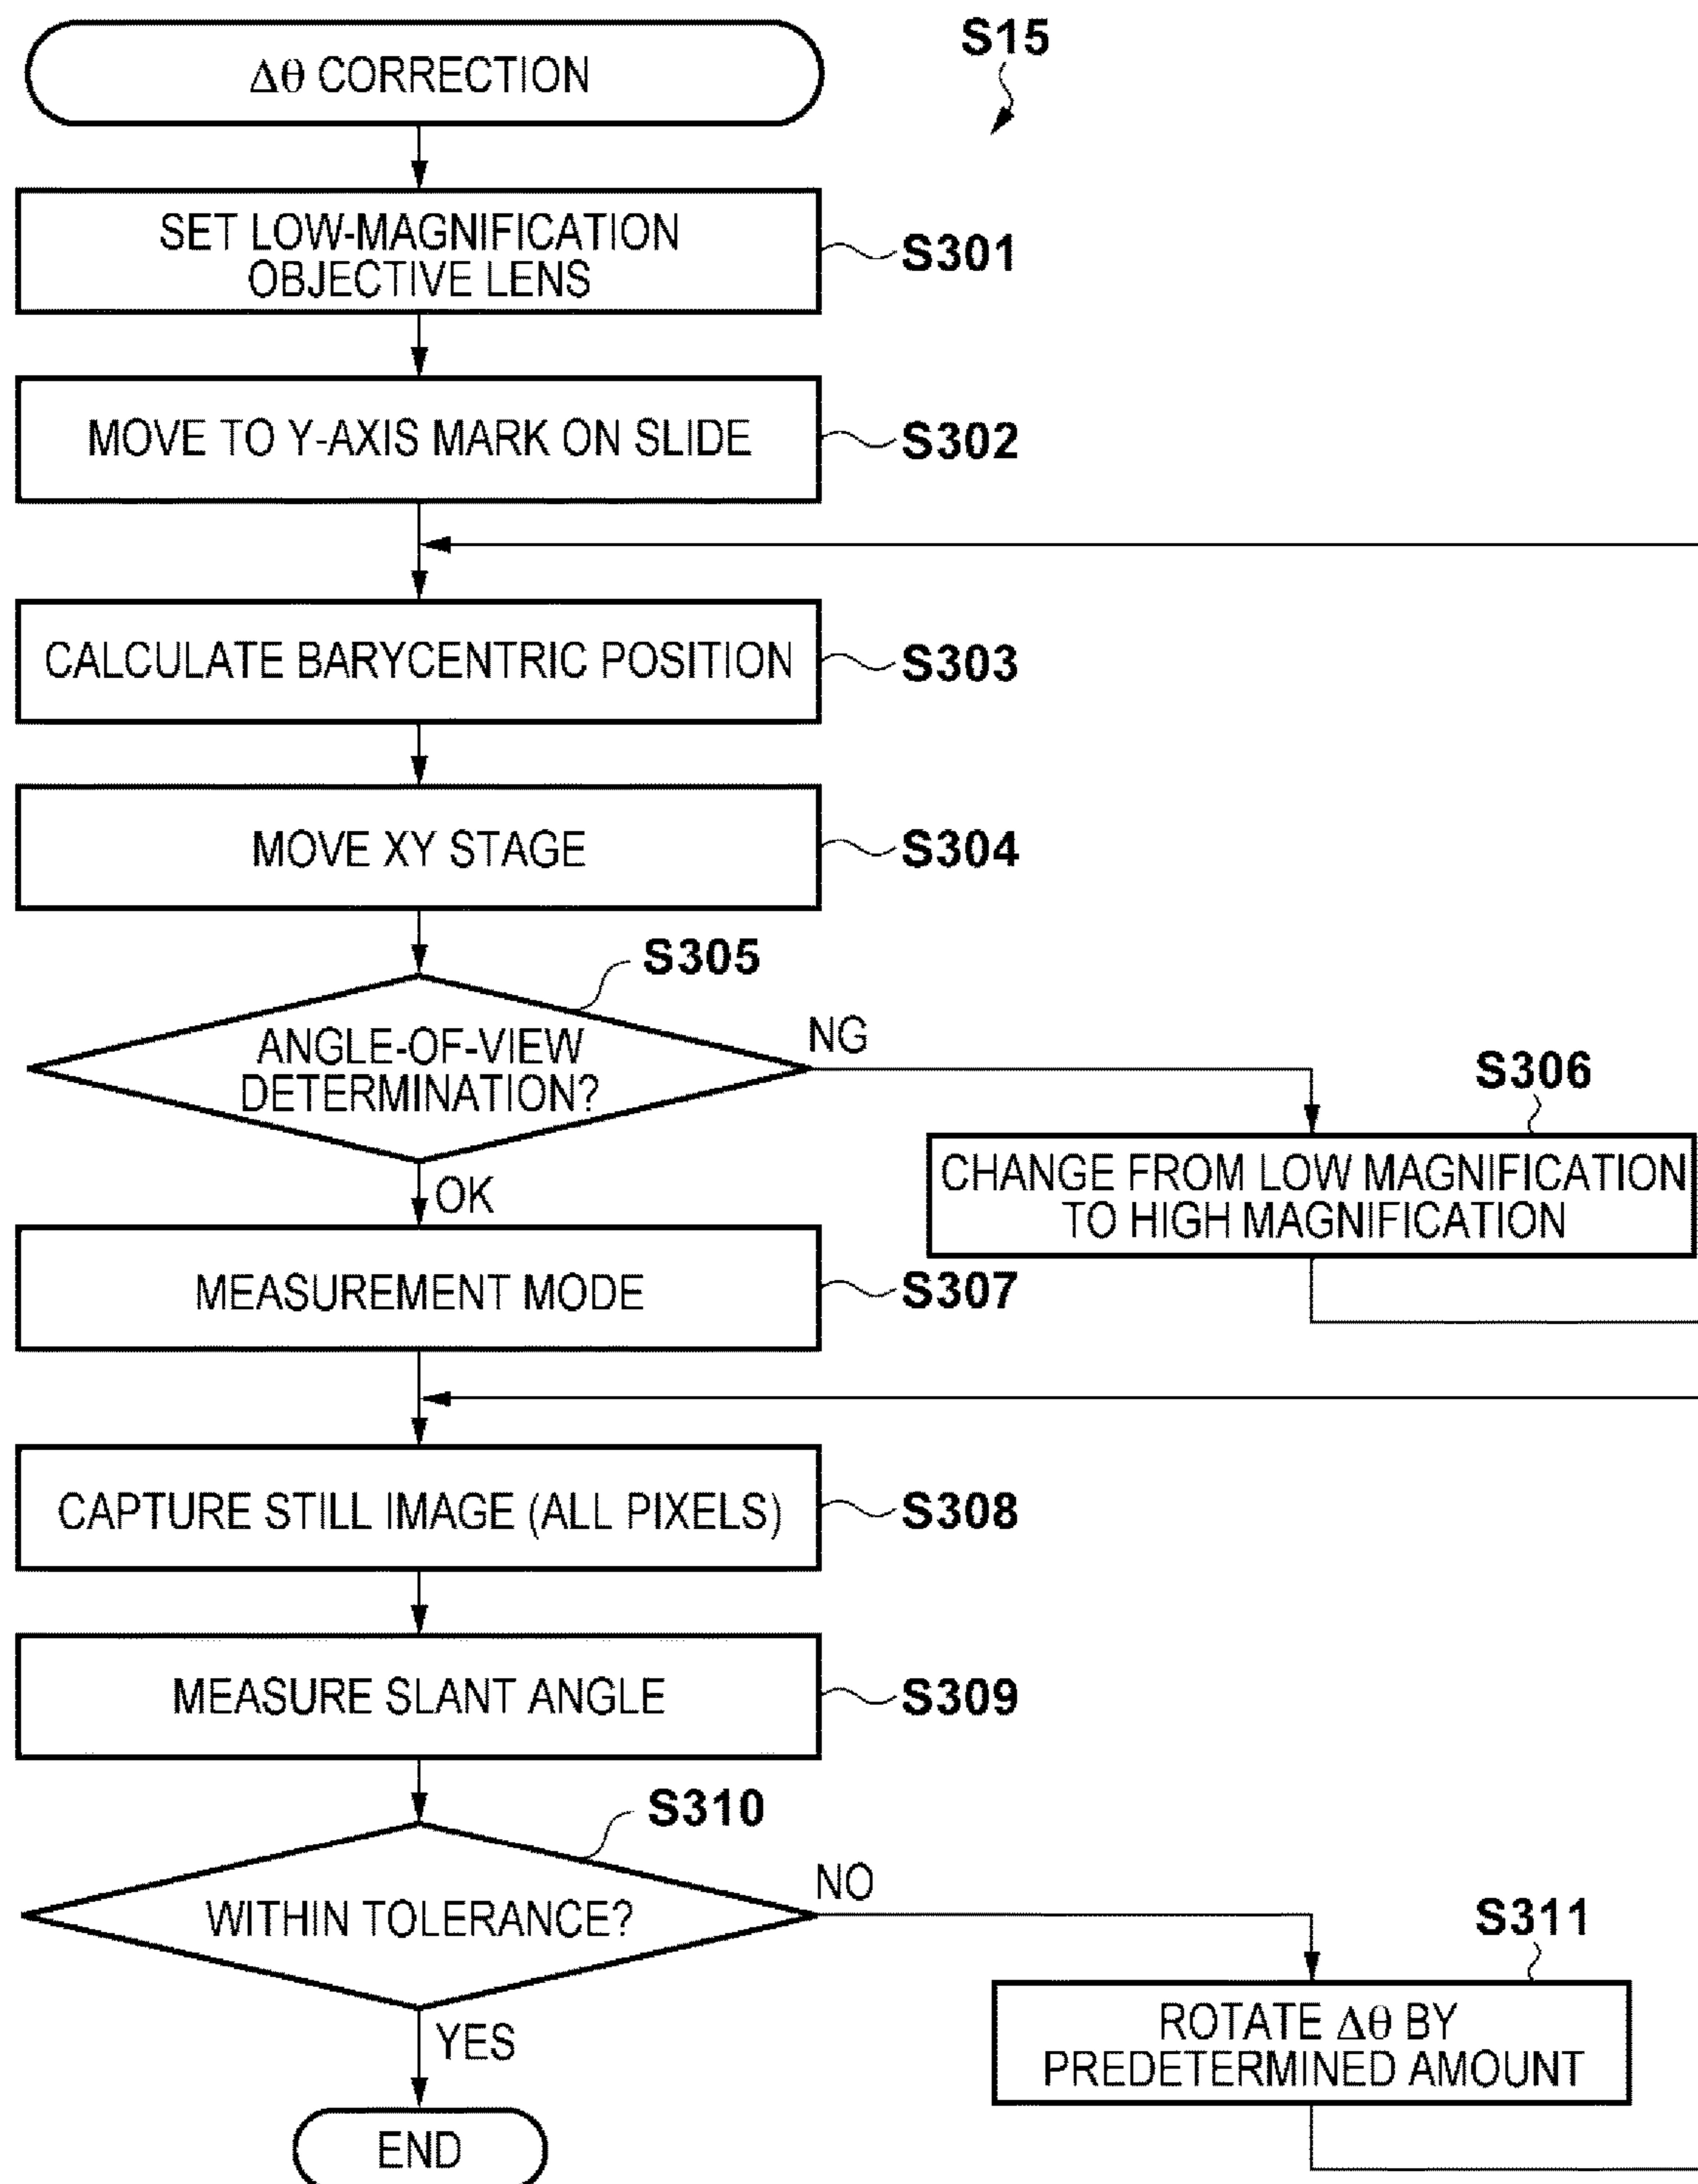 Δθ CORRECTION
S15
SET LOW-MAGNIFICATION
OBJECTIVE LENS
S301
MOVE TO Y-AXIS MARK ON SLIDE
S302
CALCULATE BARYCENTRIC POSITION
S303
MOVE XY STAGE
S304
S305
ANGLE-OF-VIEW
DETERMINATION?
NG
S306
CHANGE FROM LOW MAGNIFICATION
TO HIGH MAGNIFICATION
OK
MEASUREMENT MODE
S307
CAPTURE STILL IMAGE (ALL PIXELS)
S308
MEASURE SLANT ANGLE
S309
S310
WITHIN TOLERANCE?
NO
S311
ROTATE Δθ BY
PREDETERMINED AMOUNT
YES
END